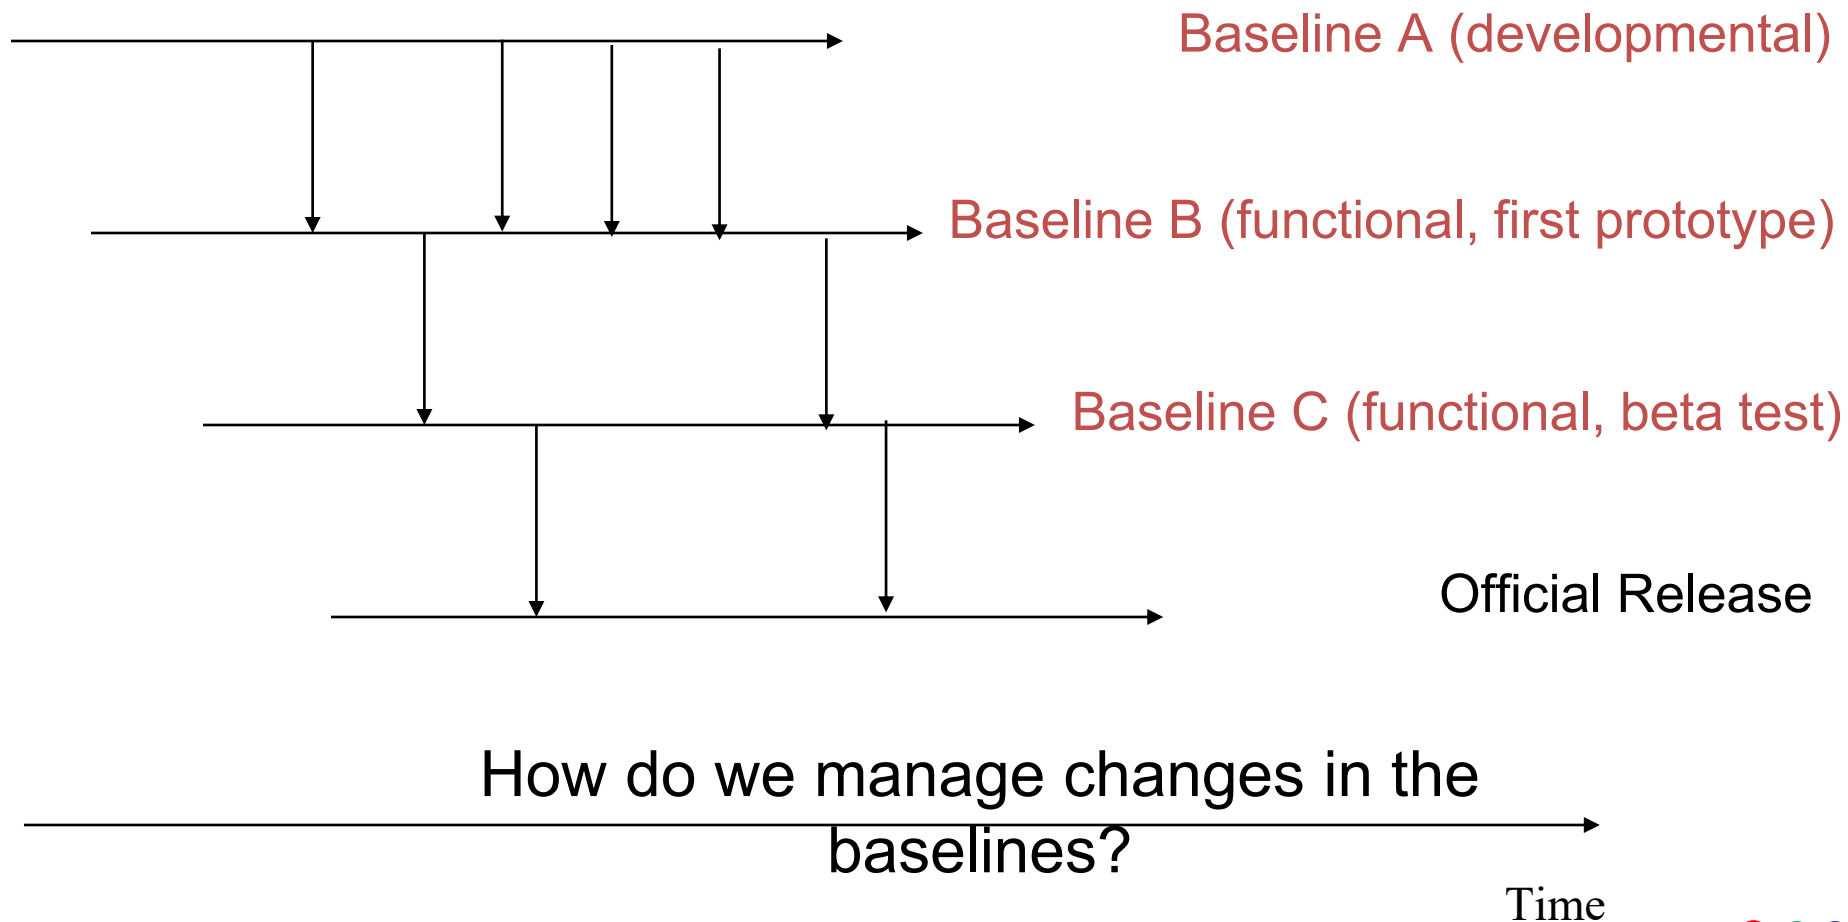 Baseline A (developmental)
Baseline B (functional, first prototype)
Baseline C (functional, beta test)
Official Release
How do we manage changes in the
baselines?
Time